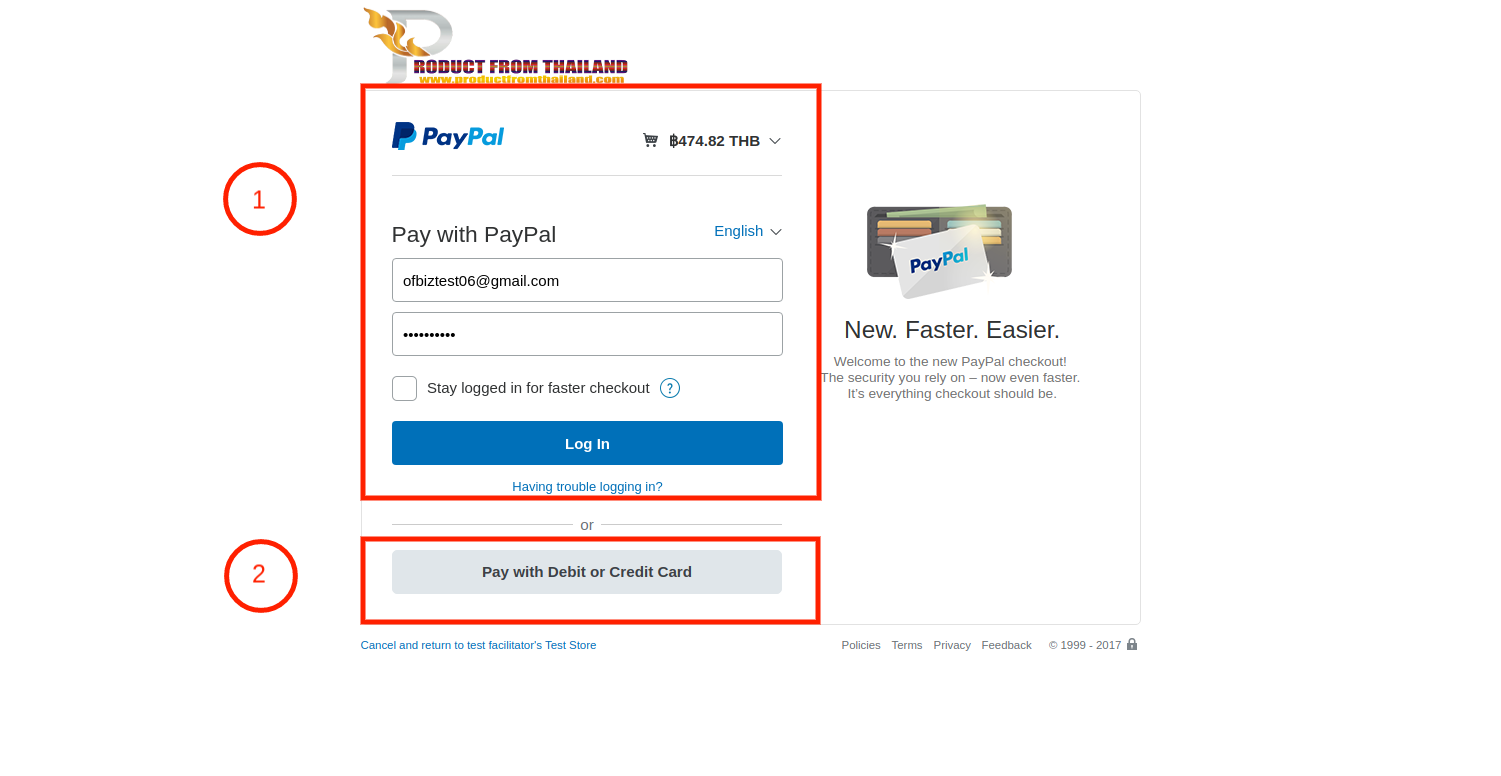 RODUCT FROM THAILAND
www.productfromthailand.com
PayPal
฿474.82 THB
1
Pay with PayPal
English
ofbiztest06@gmail.com
••••••••••
Stay logged in for faster checkout ?
Log In
Having trouble logging in?
or
2
Pay with Debit or Credit Card
PayPal
New. Faster. Easier.
Welcome to the new PayPal checkout!
The security you rely on – now even faster.
It's everything checkout should be.
Cancel and return to test facilitator's Test Store
Policies Terms Privacy Feedback © 1999 - 2017